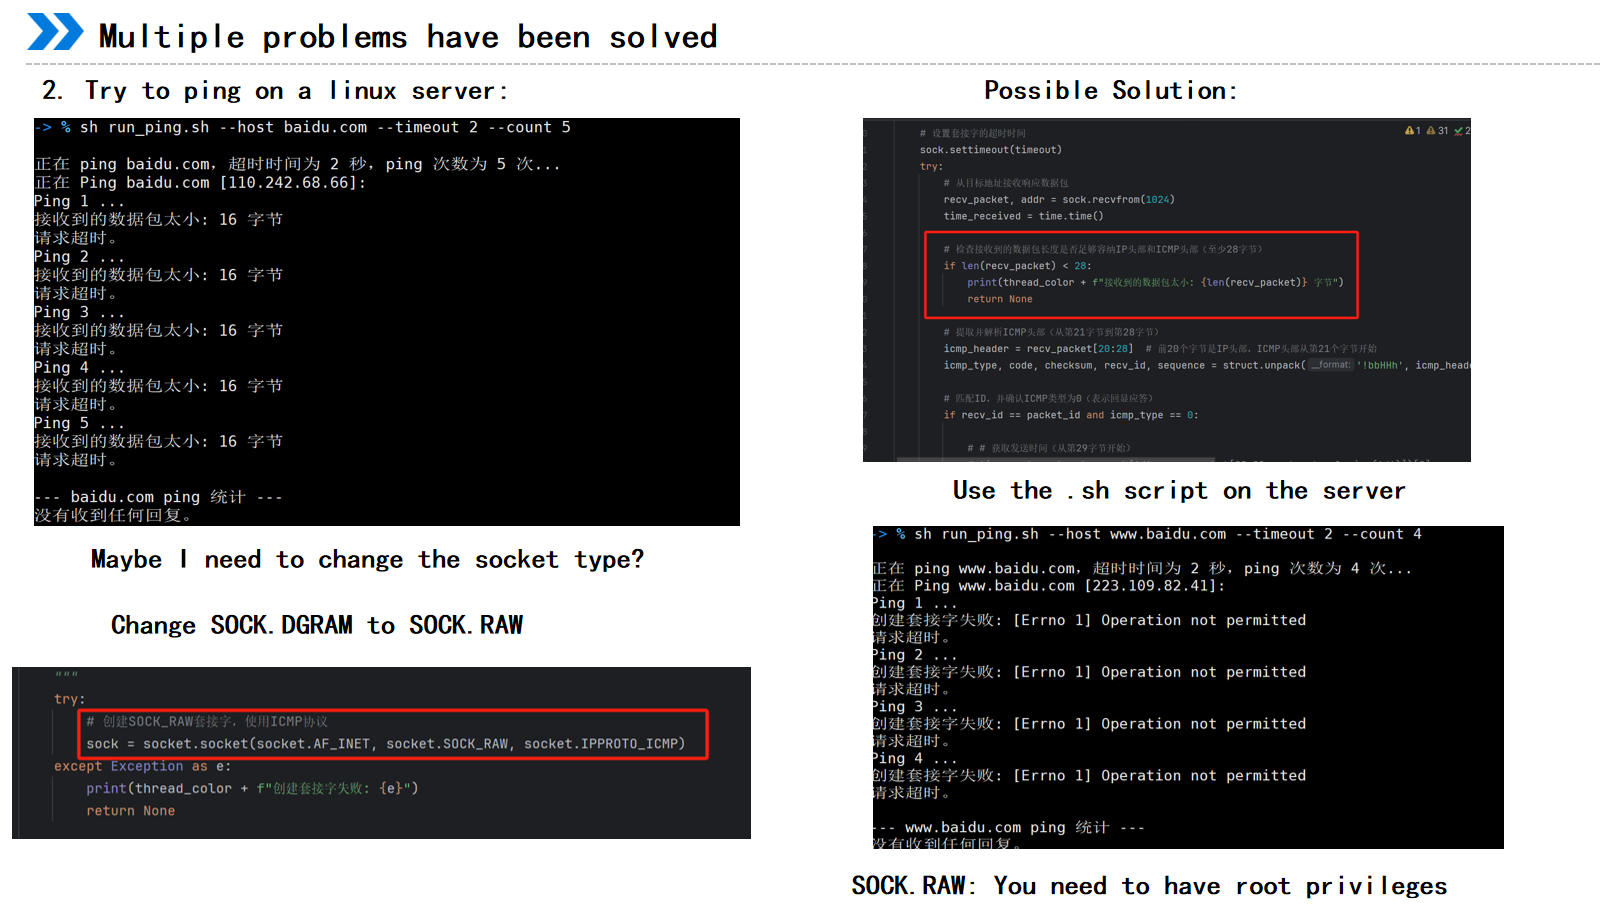 Multiple problems have been solved
2. Try to ping on a linux server:
-> % sh run_ping.sh --host baidu.com --timeout 2 --count 5
正在 ping baidu.com，超时时间为 2 秒，ping 次数为 5 次...
正在 Ping baidu.com [110.242.68.66]:
Ping 1 ...
接收到的数据包太小: 16 字节
请求超时。
Ping 2 ...
接收到的数据包太小: 16 字节
请求超时。
Ping 3 ...
接收到的数据包太小: 16 字节
请求超时。
Ping 4 ...
接收到的数据包太小: 16 字节
请求超时。
Ping 5 ...
接收到的数据包太小: 16 字节
请求超时。
--- baidu.com ping 统计 ---
没有收到任何回复。
Maybe I need to change the socket type?
Change SOCK.DGRAM to SOCK.RAW
"""
try:
# 创建SOCK_RAW套接字，使用ICMP协议
sock = socket.socket(socket.AF_INET, socket.SOCK_RAW, socket.IPPROTO_ICMP)
except Exception as e:
print(thread_color + f"创建套接字失败: {e}")
return None
Possible Solution:
# 设置套接字的超时时间
1 31 2
sock.settimeout(timeout)
try:
# 从目标地址接收响应数据包
recv_packet, addr = sock.recvfrom(1024)
time_received = time.time()
# 检查接收到的数据包长度是否足够容纳IP头部和ICMP头部（至少28字节）
if len(recv_packet) < 28:
print(thread_color + f"接收到的数据包太小: {len(recv_packet)} 字节")
return None
# 提取并解析ICMP头部（从第21字节到第28字节）
icmp_header = recv_packet[20:28] # 前20个字节是IP头部，ICMP头部从第21个字节开始
icmp_type, code, checksum, recv_id, sequence = struct.unpack( __format: '!bbHHh', icmp_head
# 匹配ID，并确认ICMP类型为0（表示回显应答）
if recv_id == packet_id and icmp_type == 0:
# # 获取发送时间（从第29字节开始）
Use the .sh script on the server
-> % sh run_ping.sh --host www.baidu.com --timeout 2 --count 4
正在 ping www.baidu.com，超时时间为 2 秒，ping 次数为 4 次...
正在 Ping www.baidu.com [223.109.82.41]:
Ping 1 ...
创建套接字失败: [Errno 1] Operation not permitted
请求超时。
Ping 2 ...
创建套接字失败: [Errno 1] Operation not permitted
请求超时。
Ping 3 ...
创建套接字失败: [Errno 1] Operation not permitted
请求超时。
Ping 4 ...
创建套接字失败: [Errno 1] Operation not permitted
请求超时。
--- www.baidu.com ping 统计 ---
没有收到任何回复。
SOCK.RAW: You need to have root privileges